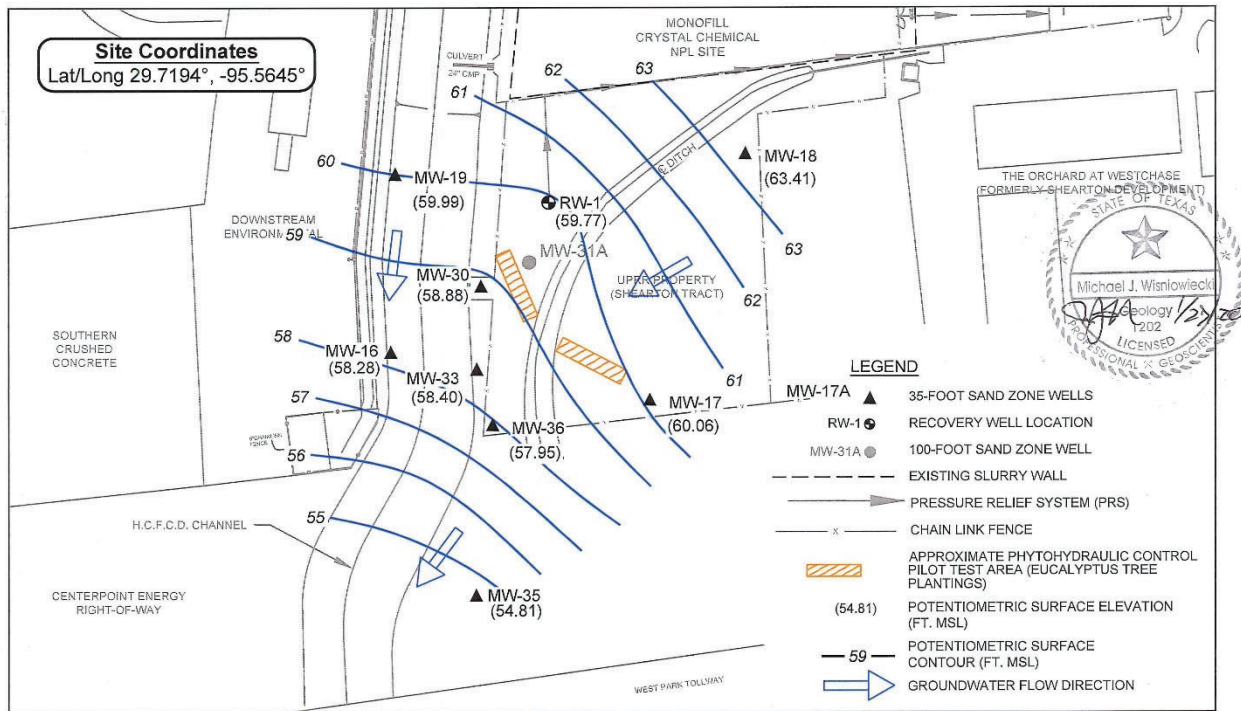 Site Coordinates
Lat/Long 29.7194°, -95.5645°
MONOFILL
CRYSTAL CHEMICAL
NPL SITE
CULVERT
24" CMP
62
63
61
60
MW-19
(59.99)
RW-1
(59.77)
MW-18
(63.41)
℄ DITCH
THE ORCHARD AT WESTCHASE
(FORMERLY SHEARTON DEVELOPMENT)
DOWNSTREAM
ENVIRONMENTAL
59
MW-31A
MW-30
(58.88)
UPRR PROPERTY
(SHEARTON TRACT)
63
62
STATE OF TEXAS
Michael J. Wisniowiecki
Geology
1202
LICENSED
PROFESSIONAL GEOSCIENTIST
SOUTHERN
CRUSHED
CONCRETE
58
MW-16
(58.28)
MW-33
(58.40)
57
61
MW-17
(60.06)
MW-17A
MW-36
(57.95)
56
55
H.C.F.C.D. CHANNEL
CENTERPOINT ENERGY
RIGHT-OF-WAY
MW-35
(54.81)
WEST PARK TOLLWAY
LEGEND
35-FOOT SAND ZONE WELLS
RW-1 RECOVERY WELL LOCATION
MW-31A 100-FOOT SAND ZONE WELL
EXISTING SLURRY WALL
PRESSURE RELIEF SYSTEM (PRS)
x CHAIN LINK FENCE
APPROXIMATE PHYTOHYDRAULIC CONTROL
PILOT TEST AREA (EUCALYPTUS TREE
PLANTINGS)
(54.81) POTENTIOMETRIC SURFACE ELEVATION
(FT. MSL)
59 POTENTIOMETRIC SURFACE
CONTOUR (FT. MSL)
GROUNDWATER FLOW DIRECTION